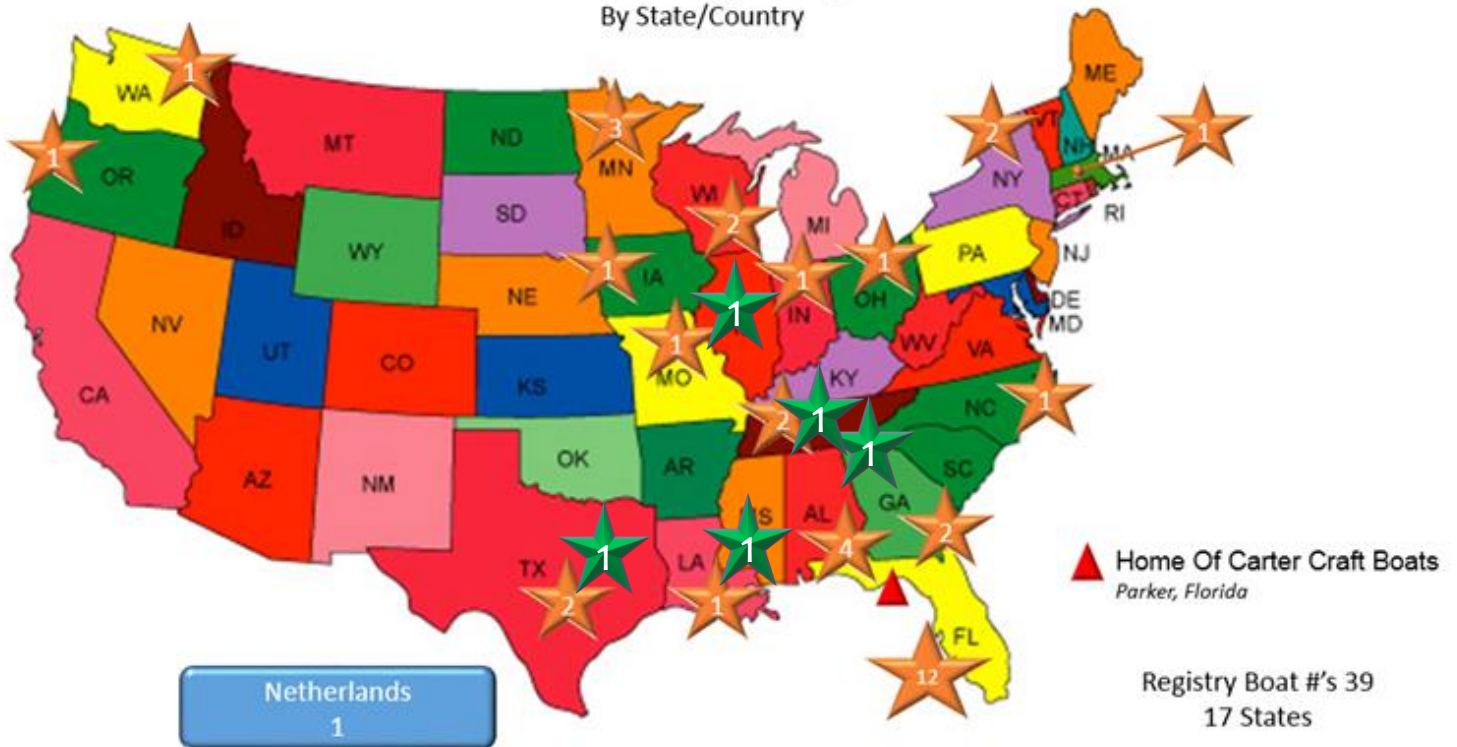 By State/Country
WA
1
1
OR
MT
ND
3
MN
ID
SD
WY
WI
2
MI
2
VT
ME
NH
MA
1
NY
CT
RI
PA
NJ
NV
UT
CO
NE
1
IA
1
1
IN
1
OH
DE
MD
CA
KS
1
MO
KY
WV
VA
2
1
1
NC
1
AZ
NM
OK
AR
SC
GA
TX
1
2
LA
1
1
AL
4
2
FL
12
Home Of Carter Craft Boats
Parker, Florida
Netherlands
1
Registry Boat #'s 39
17 States